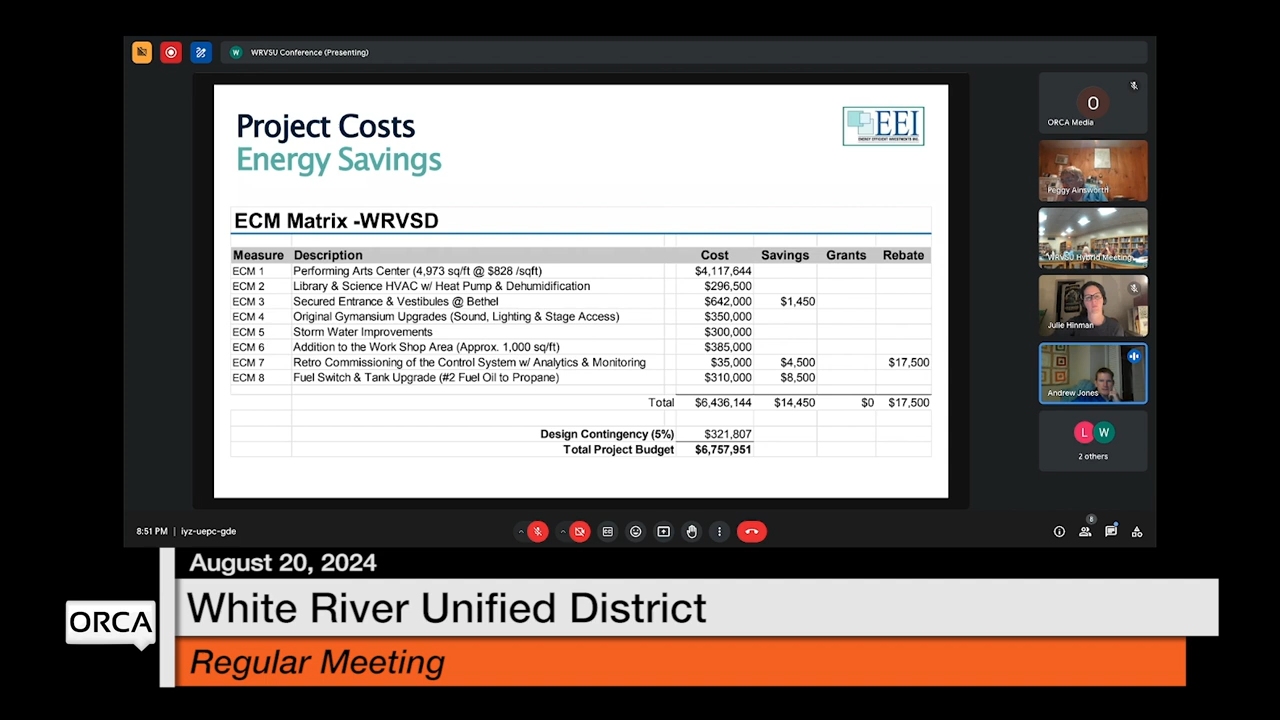 W WRVSU Conference (Presenting)
Project Costs
Energy Savings
EEI
ENERGY EFFICIENT INVESTMENTS INC.
ECM Matrix -WRVSD
Measure Description Cost Savings Grants Rebate
ECM 1 Performing Arts Center (4,973 sq/ft @ $828 /sqft) $4,117,644
ECM 2 Library & Science HVAC w/ Heat Pump & Dehumidification $296,500
ECM 3 Secured Entrance & Vestibules @ Bethel $642,000 $1,450
ECM 4 Original Gymansium Upgrades (Sound, Lighting & Stage Access) $350,000
ECM 5 Storm Water Improvements $300,000
ECM 6 Addition to the Work Shop Area (Approx. 1,000 sq/ft) $385,000
ECM 7 Retro Commissioning of the Control System w/ Analytics & Monitoring $35,000 $4,500 $17,500
ECM 8 Fuel Switch & Tank Upgrade (#2 Fuel Oil to Propane) $310,000 $8,500
Total $6,436,144 $14,450 $0 $17,500
Design Contingency (5%) $321,807
Total Project Budget $6,757,951
O
ORCA Media
Peggy Ainsworth
WRVSU Hybrid Meeting
Julie Hinman
Andrew Jones
L W
2 others
8:51 PM | iyz-uepc-gde
8
August 20, 2024
ORCA
White River Unified District
Regular Meeting